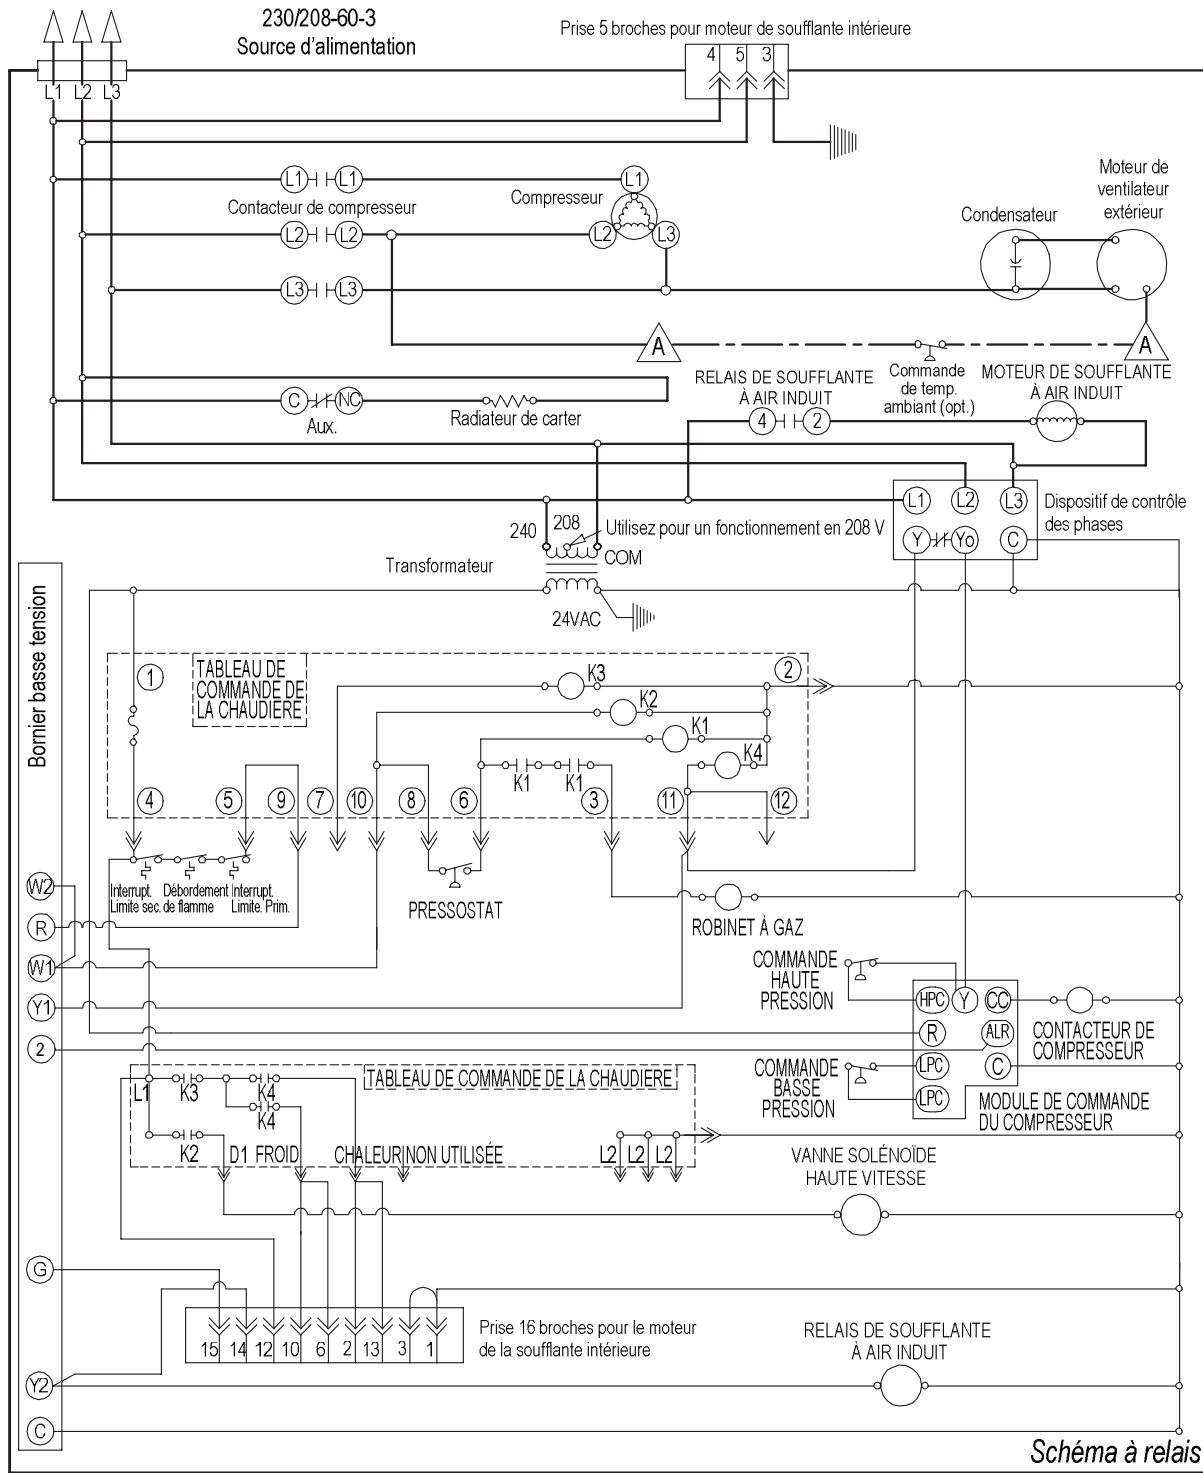 230/208-60-3
Source d'alimentation
Prise 5 broches pour moteur de soufflante intérieure
4 5 3
L1 L2 L3
L1 L1
L1
Contacteur de compresseur
Compresseur
Moteur de
ventilateur
extérieur
Condensateur
L2 L2
L2 L3
L3 L3
A
A
Commande
de temp.
ambiant (opt.)
RELAIS DE SOUFFLANTE
À AIR INDUIT
MOTEUR DE SOUFFLANTE
À AIR INDUIT
C NC
Aux.
Radiateur de carter
4 2
L1 L2 L3
Dispositif de contrôle
des phases
240 208
Utilisez pour un fonctionnement en 208 V
Y Yo C
COM
Transformateur
24VAC
Bornier basse tension
1
TABLEAU DE
COMMANDE DE
LA CHAUDIERE
K3
2
K2
K1
K4
K1 K1
4 5 9 7 10 8 6 3 11 12
Interrupt.
Limite sec.
Débordement
de flamme
Interrupt.
Limite. Prim.
PRESSOSTAT
ROBINET À GAZ
W2
R
W1
Y1
2
COMMANDE
HAUTE
PRESSION
HPC Y CC
R ALR
LPC C
LPC
CONTACTEUR DE
COMPRESSEUR
COMMANDE
BASSE
PRESSION
MODULE DE COMMANDE
DU COMPRESSEUR
TABLEAU DE COMMANDE DE LA CHAUDIERE
L1 K3 K4
K4
K2
D1 FROID CHALEUR NON UTILISÉE
L2 L2 L2
VANNE SOLÉNOÏDE
HAUTE VITESSE
G
15 14 12 10 6 2 13 3 1
Prise 16 broches pour le moteur
de la soufflante intérieure
RELAIS DE SOUFFLANTE
À AIR INDUIT
Y2
C
Schéma à relais